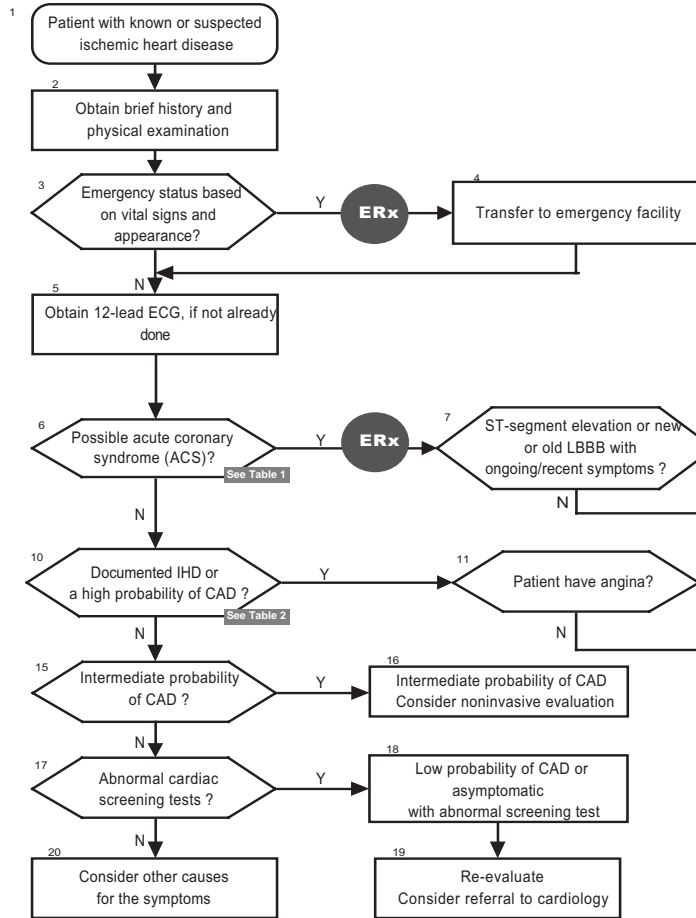 1
Patient with known or suspected
ischemic heart disease
2
Obtain brief history and
physical examination
3
Emergency status based
on vital signs and
appearance?
Y
ERx
4
Transfer to emergency facility
N
5
Obtain 12-lead ECG, if not already
done
6
Possible acute coronary
syndrome (ACS)?
See Table 1
Y
ERx
7
ST-segment elevation or new
or old LBBB with
ongoing/recent symptoms ?
N
N
10
Documented IHD or
a high probability of CAD ?
See Table 2
Y
11
Patient have angina?
N
N
15
Intermediate probability
of CAD ?
Y
16
Intermediate probability of CAD
Consider noninvasive evaluation
N
17
Abnormal cardiac
screening tests ?
Y
18
Low probability of CAD or
asymptomatic
with abnormal screening test
N
20
Consider other causes
for the symptoms
19
Re-evaluate
Consider referral to cardiology